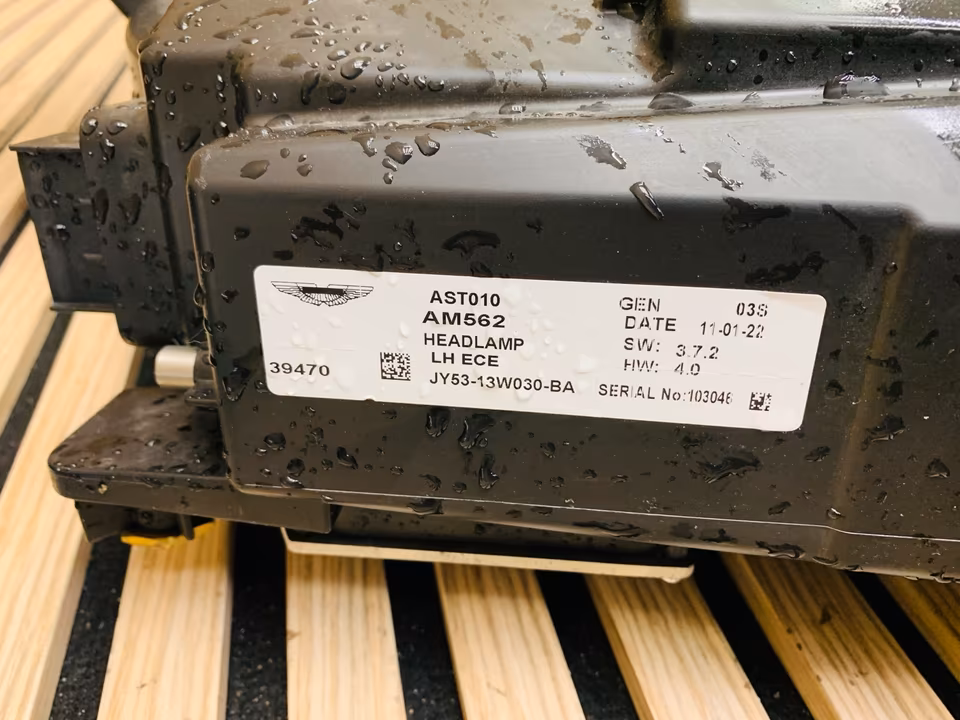 AST010
AM562
HEADLAMP
LH ECE
JY53-13W030-BA
39470
GEN 03S
DATE 11-01-22
SW: 3.7.2
HW: 4.0
SERIAL No:103046